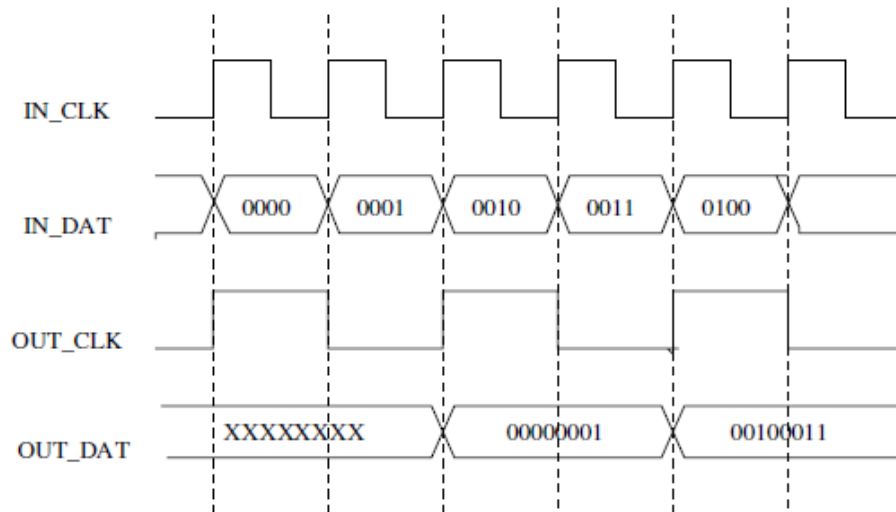 IN_CLK
IN_DAT 0000 0001 0010 0011 0100
OUT_CLK
OUT_DAT XXXXXXXX 00000001 00100011